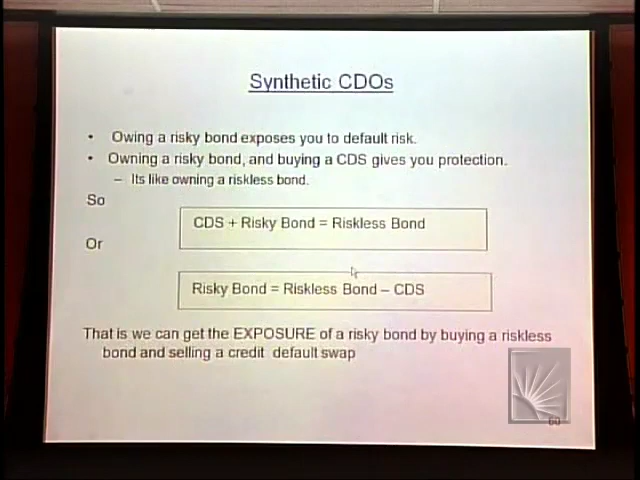 Synthetic CDOs
• Owing a risky bond exposes you to default risk.
• Owning a risky bond, and buying a CDS gives you protection.
– Its like owning a riskless bond.
So
CDS + Risky Bond = Riskless Bond
Or
Risky Bond = Riskless Bond – CDS
That is we can get the EXPOSURE of a risky bond by buying a riskless
bond and selling a credit default swap
60